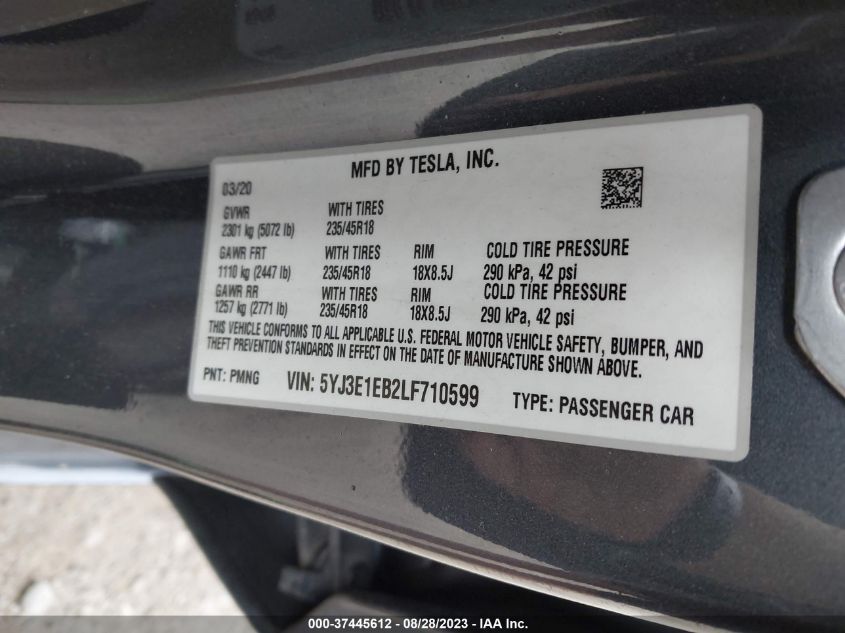 MFD BY TESLA, INC.
03/20
GVWR WITH TIRES
2301 kg (5072 lb) 235/45R18
GAWR FRT WITH TIRES RIM COLD TIRE PRESSURE
1110 kg (2447 lb) 235/45R18 18X8.5J 290 kPa, 42 psi
GAWR RR WITH TIRES RIM COLD TIRE PRESSURE
1257 kg (2771 lb) 235/45R18 18X8.5J 290 kPa, 42 psi
THIS VEHICLE CONFORMS TO ALL APPLICABLE U.S. FEDERAL MOTOR VEHICLE SAFETY, BUMPER, AND
THEFT PREVENTION STANDARDS IN EFFECT ON THE DATE OF MANUFACTURE SHOWN ABOVE.
PNT: PMNG VIN: 5YJ3E1EB2LF710599 TYPE: PASSENGER CAR
000-37445612 - 08/28/2023 - IAA Inc.